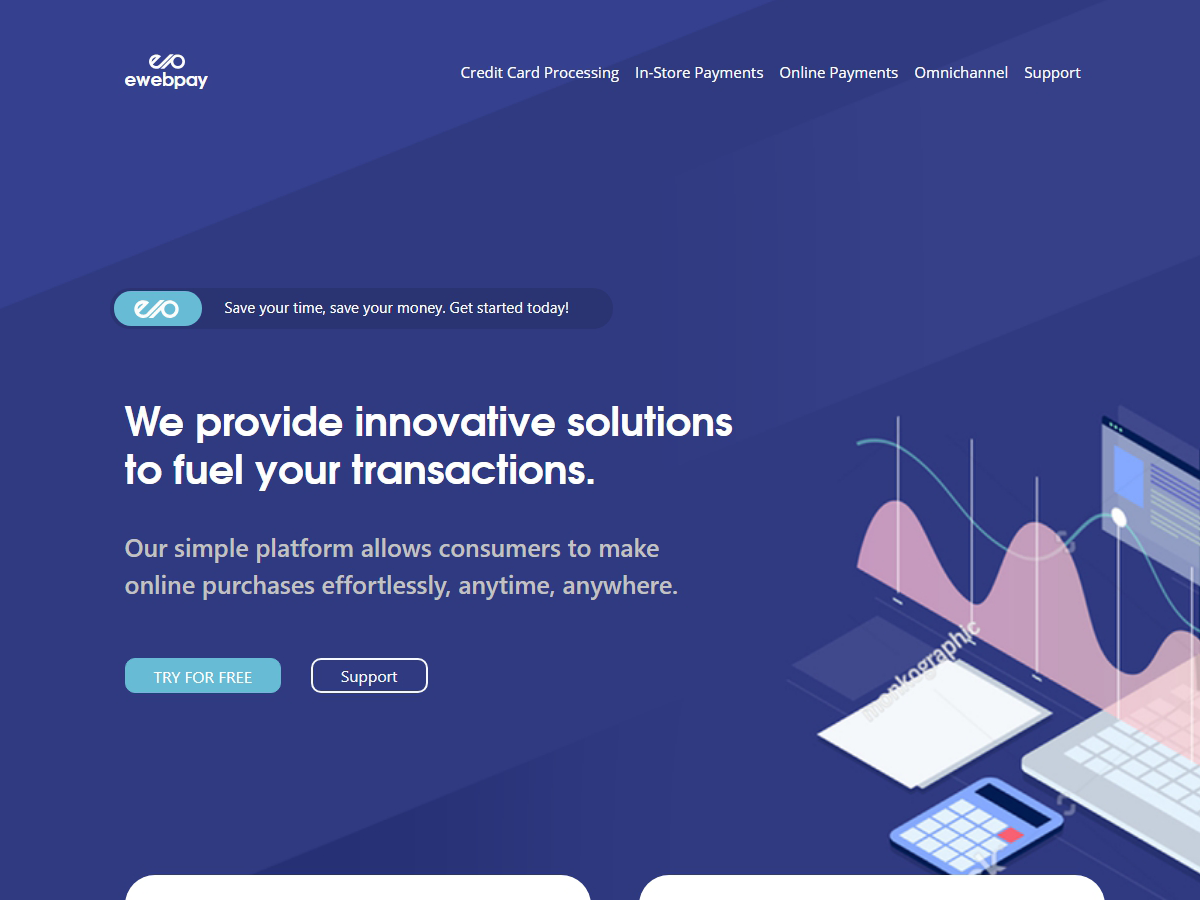 ewebpay
Credit Card Processing In-Store Payments Online Payments Omnichannel Support
Save your time, save your money. Get started today!
We provide innovative solutions
to fuel your transactions.
Our simple platform allows consumers to make
online purchases effortlessly, anytime, anywhere.
monkographic
TRY FOR FREE Support